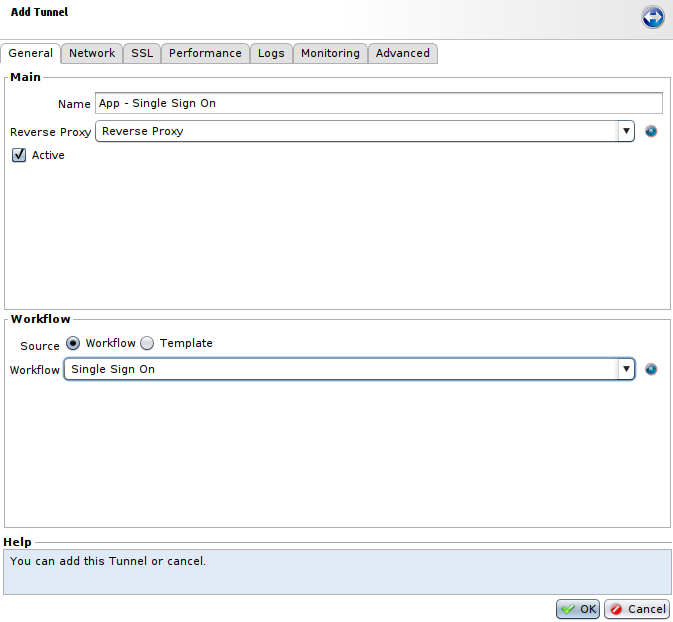 Add Tunnel
General Network SSL Performance Logs Monitoring Advanced
Main
Name App - Single Sign On
Reverse Proxy Reverse Proxy
Active
Workflow
Source Workflow Template
Workflow Single Sign On
Help
You can add this Tunnel or cancel.
OK Cancel